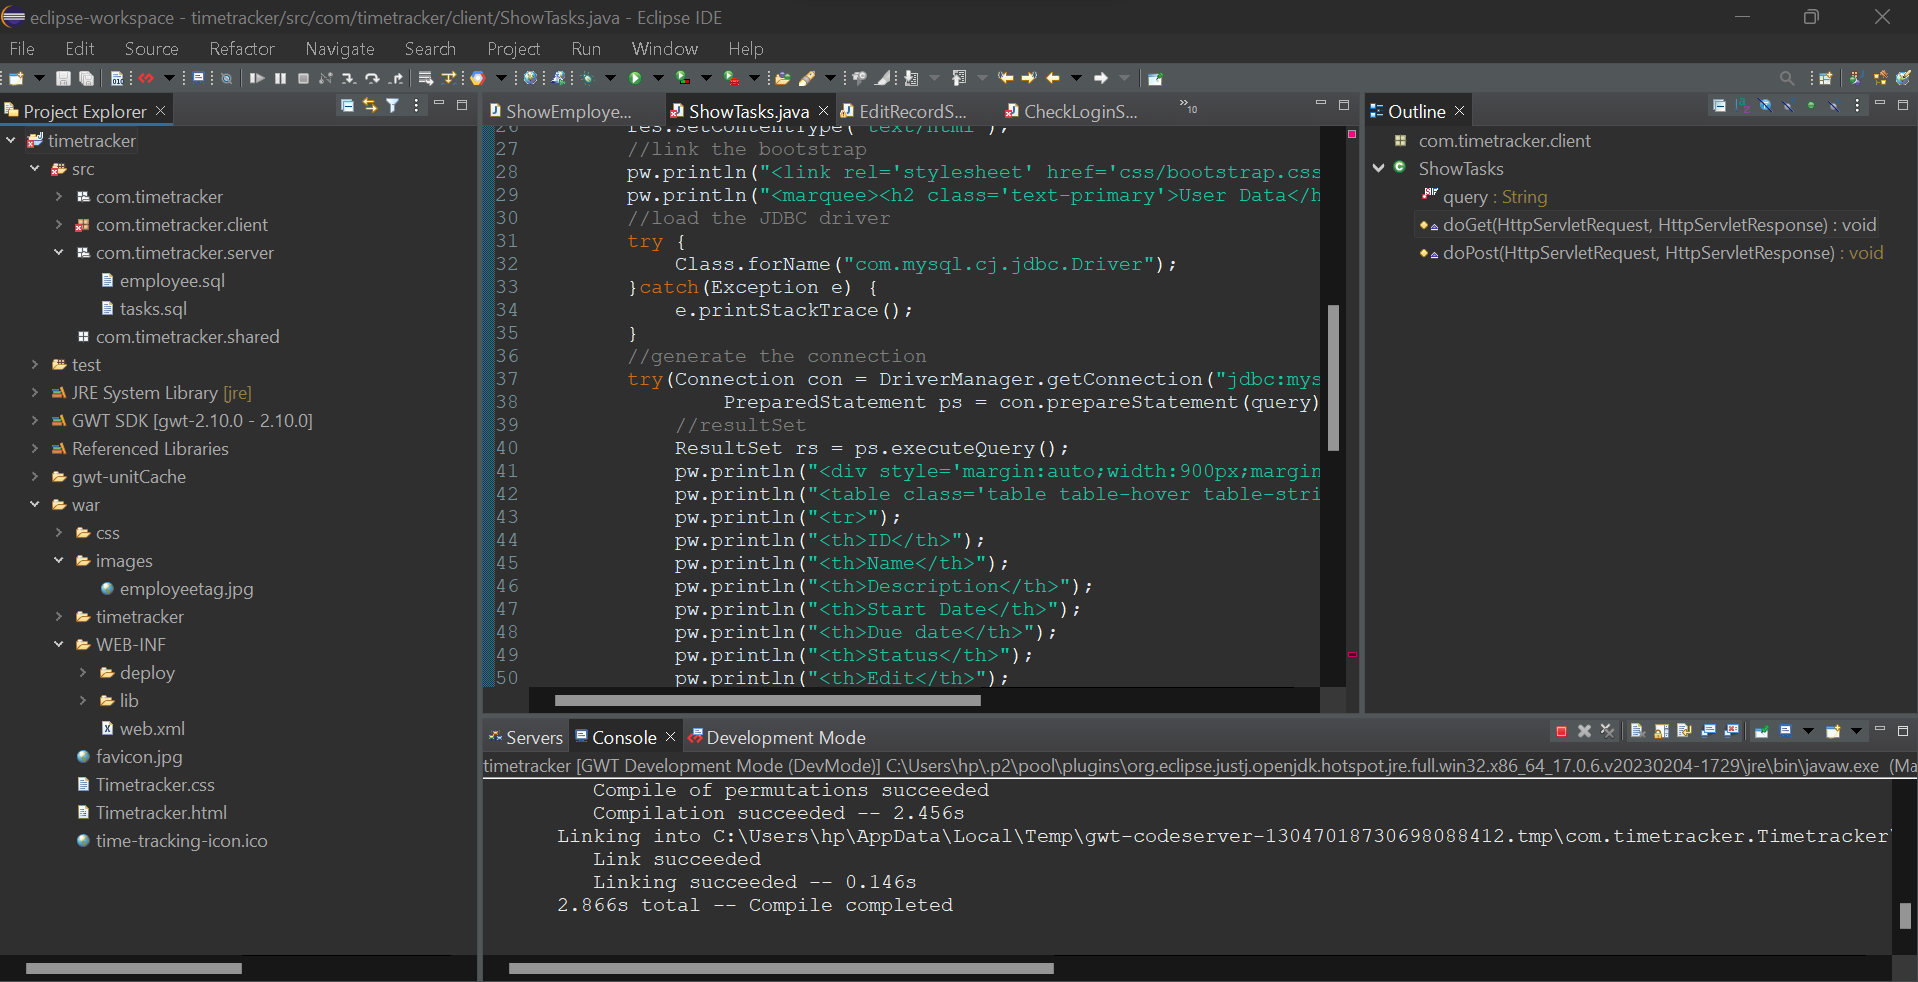 eclipse-workspace - timetracker/src/com/timetracker/client/ShowTasks.java - Eclipse IDE
File Edit Source Refactor Navigate Search Project Run Window Help
Project Explorer
timetracker
src
com.timetracker
com.timetracker.client
com.timetracker.server
employee.sql
tasks.sql
com.timetracker.shared
test
JRE System Library [jre]
GWT SDK [gwt-2.10.0 - 2.10.0]
Referenced Libraries
gwt-unitCache
war
css
images
employeetag.jpg
timetracker
WEB-INF
deploy
lib
web.xml
favicon.jpg
Timetracker.css
Timetracker.html
time-tracking-icon.ico
ShowEmploye... ShowTasks.java EditRecordS... CheckLoginS... »10
26 res.setContentType("text/html");
27 //link the bootstrap
28 pw.println("<link rel='stylesheet' href='css/bootstrap.css
29 pw.println("<marquee><h2 class='text-primary'>User Data</h
30 //load the JDBC driver
31 try {
32 Class.forName("com.mysql.cj.jdbc.Driver");
33 }catch(Exception e) {
34 e.printStackTrace();
35 }
36 //generate the connection
37 try(Connection con = DriverManager.getConnection("jdbc:mys
38 PreparedStatement ps = con.prepareStatement(query)
39 //resultSet
40 ResultSet rs = ps.executeQuery();
41 pw.println("<div style='margin:auto;width:900px;margin
42 pw.println("<table class='table table-hover table-stri
43 pw.println("<tr>");
44 pw.println("<th>ID</th>");
45 pw.println("<th>Name</th>");
46 pw.println("<th>Description</th>");
47 pw.println("<th>Start Date</th>");
48 pw.println("<th>Due date</th>");
49 pw.println("<th>Status</th>");
50 pw.println("<th>Edit</th>");
Outline
com.timetracker.client
ShowTasks
query : String
doGet(HttpServletRequest, HttpServletResponse) : void
doPost(HttpServletRequest, HttpServletResponse) : void
Servers Console Development Mode
timetracker [GWT Development Mode (DevMode)] C:\Users\hp\.p2\pool\plugins\org.eclipse.justj.openjdk.hotspot.jre.full.win32.x86_64_17.0.6.v20230204-1729\jre\bin\javaw.exe (Ma
Compile of permutations succeeded
Compilation succeeded -- 2.456s
Linking into C:\Users\hp\AppData\Local\Temp\gwt-codeserver-13047018730698088412.tmp\com.timetracker.Timetracker
Link succeeded
Linking succeeded -- 0.146s
2.866s total -- Compile completed